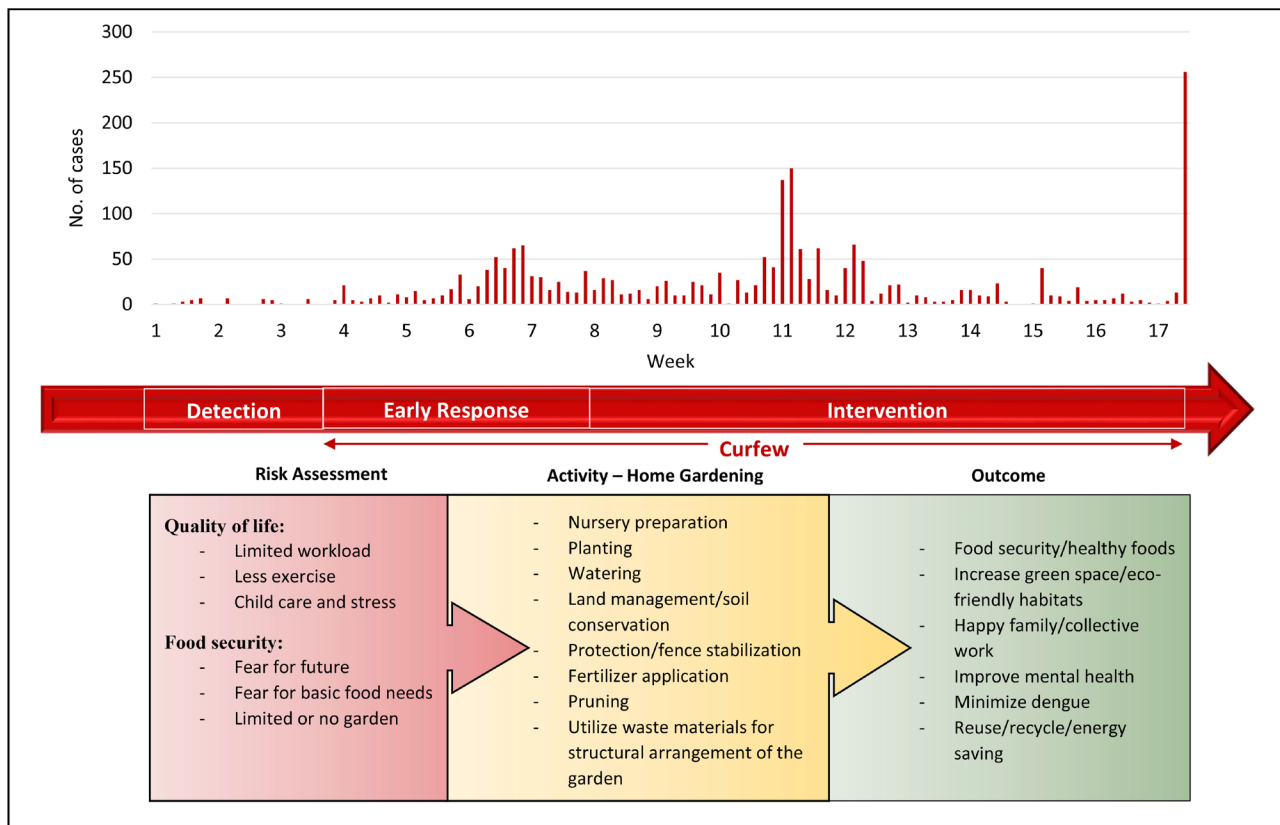 300
250
200
150
100
50
0
No. of cases
1 2 3 4 5 6 7 8 9 10 11 12 13 14 15 16 17
Week
Detection Early Response Intervention
Curfew
Risk Assessment
Quality of life:
- Limited workload
- Less exercise
- Child care and stress
Food security:
- Fear for future
- Fear for basic food needs
- Limited or no garden
Activity – Home Gardening
- Nursery preparation
- Planting
- Watering
- Land management/soil
conservation
- Protection/fence stabilization
- Fertilizer application
- Pruning
- Utilize waste materials for
structural arrangement of the
garden
Outcome
- Food security/healthy foods
- Increase green space/eco-
friendly habitats
- Happy family/collective
work
- Improve mental health
- Minimize dengue
- Reuse/recycle/energy
saving